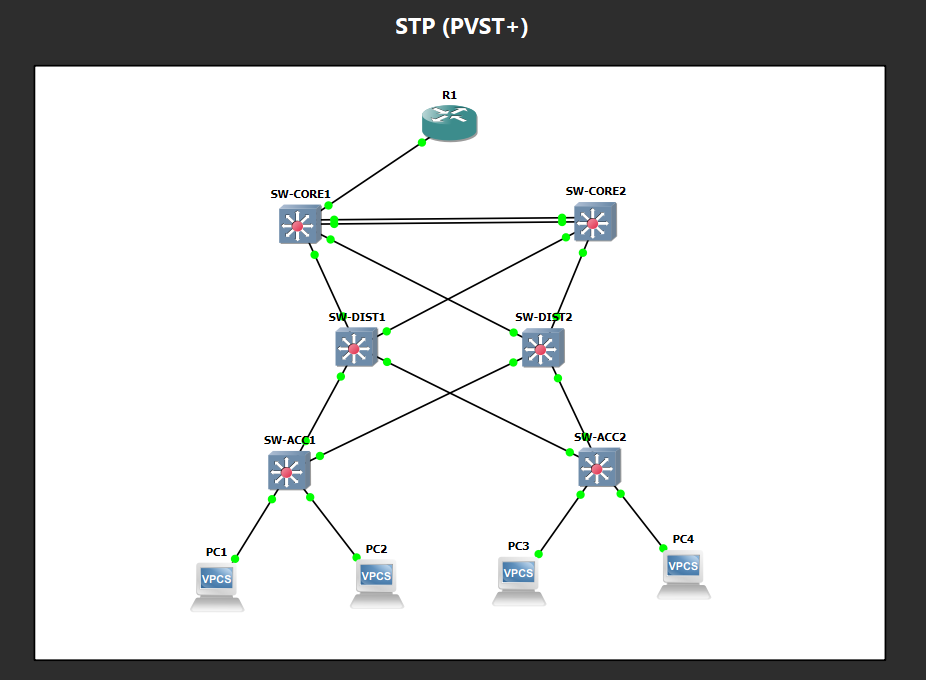 STP (PVST+)
R1
SW-CORE1
SW-CORE2
SW-DIST1
SW-DIST2
SW-ACC1
SW-ACC2
PC1
VPCS
PC2
VPCS
PC3
VPCS
PC4
VPCS